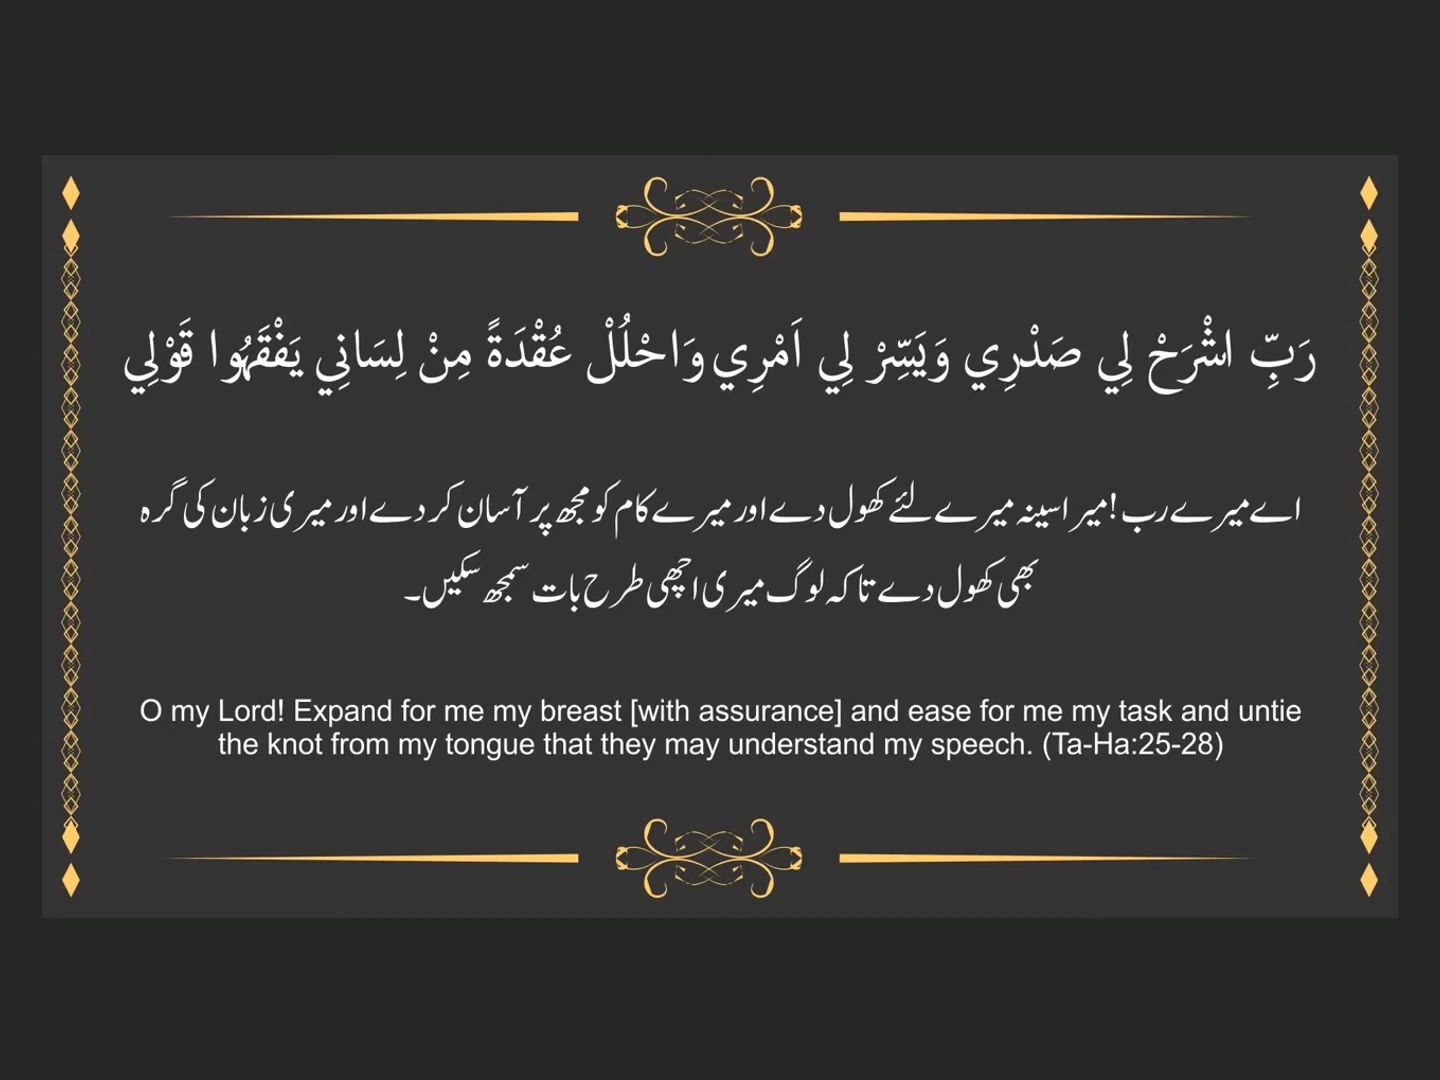 رَبِّ اشْرَحْ لِي صَدْرِي وَيَسِّرْ لِي اَمْرِي وَاحْلُلْ عُقْدَةً مِنْ لِسَانِي يَفْقَهُوا قَوْلِي
اے میرے رب! میرا سینہ میرے لئے کھول دے اور میرے کام کو مجھ پر آسان کر دے اور میری زبان کی گرہ
بھی کھول دے تاکہ لوگ میری اچھی طرح بات سمجھ سکیں۔
O my Lord! Expand for me my breast [with assurance] and ease for me my task and untie
the knot from my tongue that they may understand my speech. (Ta-Ha:25-28)